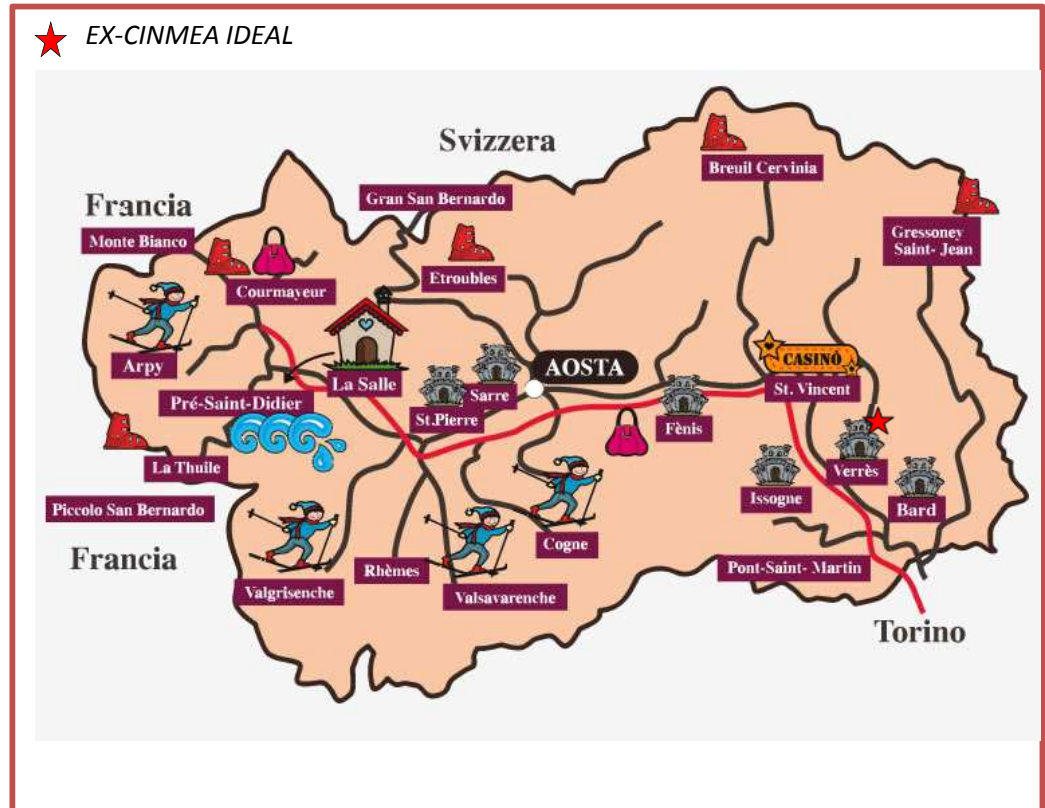 EX-CINMEA IDEAL
Svizzera
Breuil Cervinia
Gran San Bernardo
Francia
Monte Bianco
Gressoney
Saint- Jean
Etroubles
Courmayeur
Arpy
AOSTA
CASINÓ
La Salle
Sarre
St. Vincent
Pré-Saint-Didier
St.Pierre
Fènis
La Thuile
Verrès
Issogne
Piccolo San Bernardo
Bard
Cogne
Francia
Rhèmes
Pont-Saint- Martin
Valgrisenche
Valsavarenche
Torino